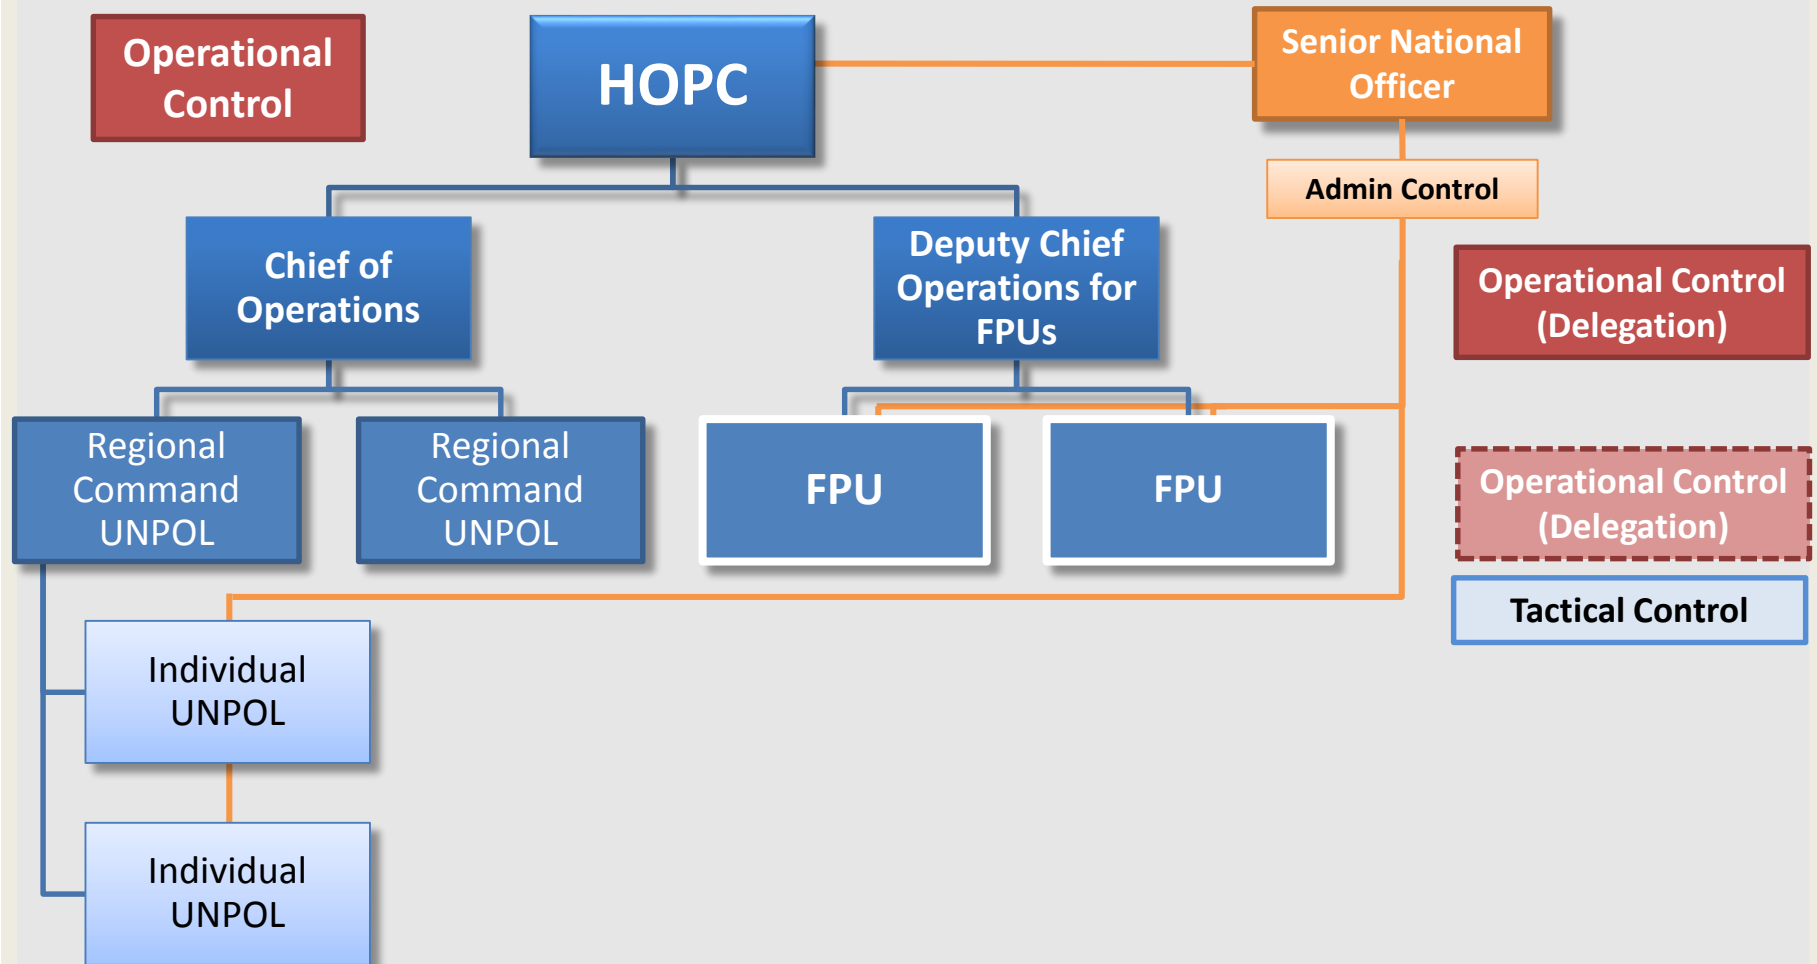 Operational
Control
HOPC
Senior National
Officer
Admin Control
Chief of
Operations
Deputy Chief
Operations for
FPUs
Operational Control
(Delegation)
Regional
Command
UNPOL
Regional
Command
UNPOL
FPU
FPU
Operational Control
(Delegation)
Tactical Control
Individual
UNPOL
Individual
UNPOL